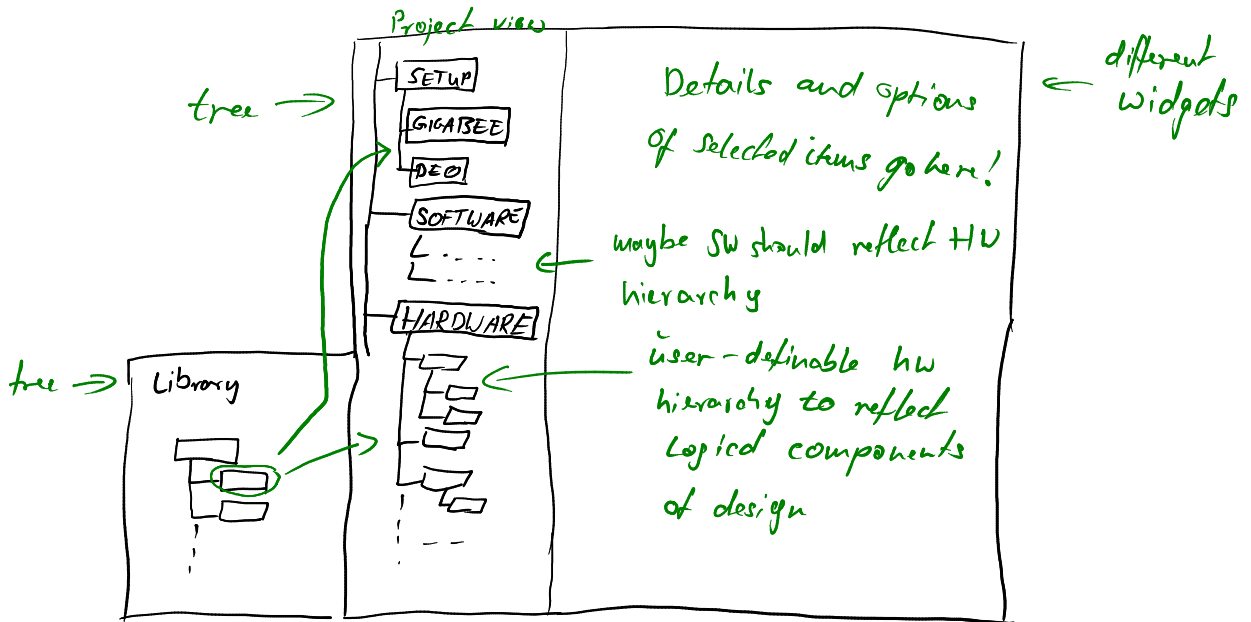 Project view
different
widgets
SETUP
Details and options
tree
GIGABEE
of selected items go here!
DEO
SOFTWARE
maybe SW should reflect HW
hierarchy
HARDWARE
user-definable hw
tree
Library
hierarchy to reflect
Logical components
of design